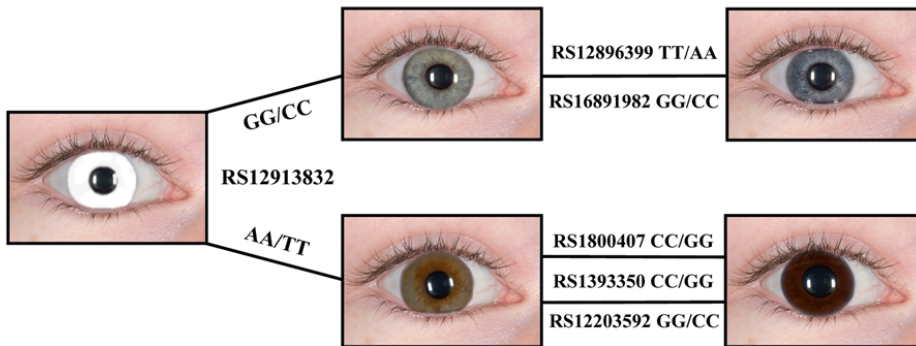 GG/CC
RS12913832
AA/TT
RS12896399 TT/AA
RS16891982 GG/CC
RS1800407 CC/GG
RS1393350 CC/GG
RS12203592 GG/CC